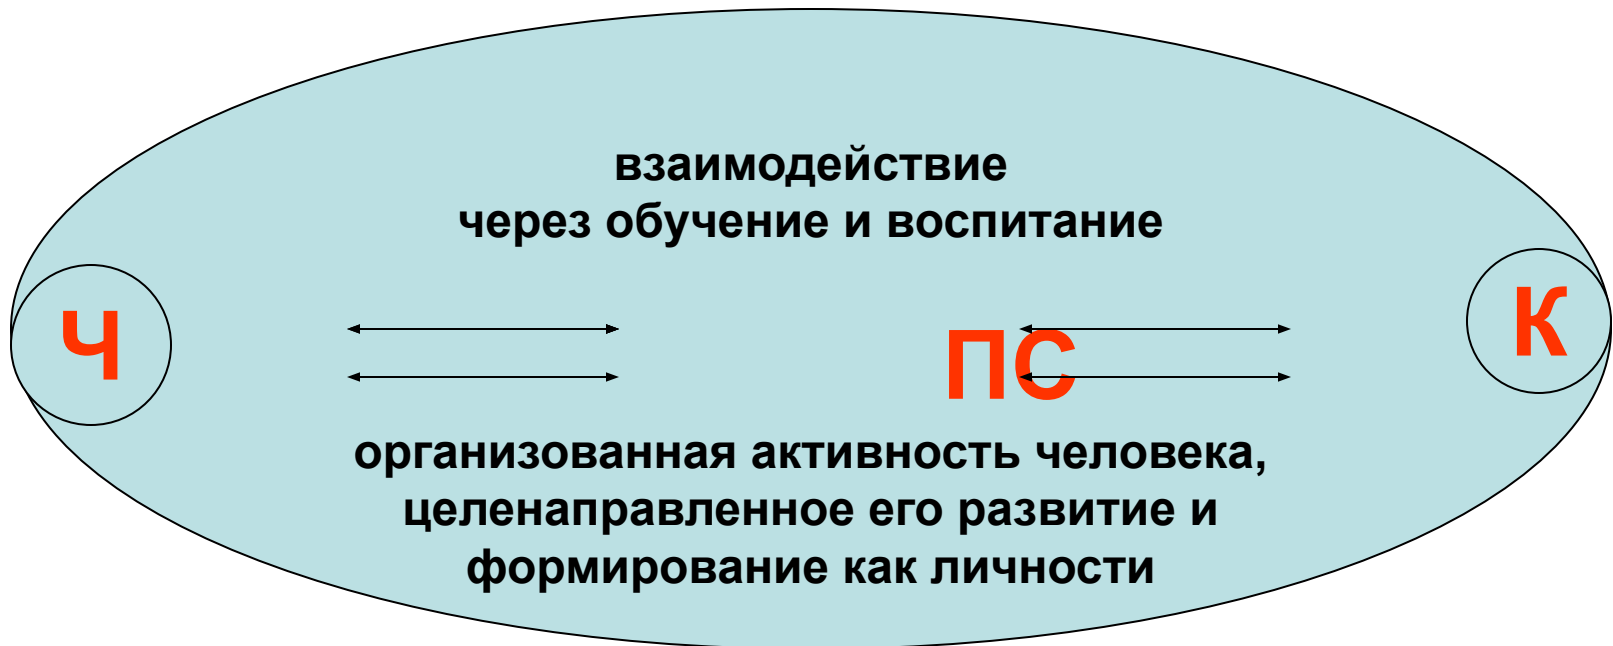 взаимодействие
через обучение и воспитание
Ч
ПС
К
организованная активность человека,
целенаправленное его развитие и
формирование как личности